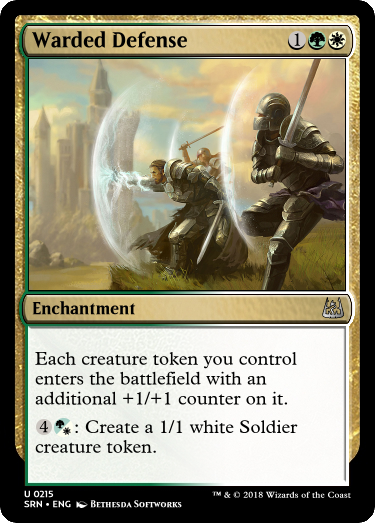 Warded Defense 1
Enchantment
Each creature token you control
enters the battlefield with an
additional +1/+1 counter on it.
4 : Create a 1/1 white Soldier
creature token.
U 0215
SRN • ENG BETHESDA SOFTWORKS
™ & © 2018 Wizards of the Coast